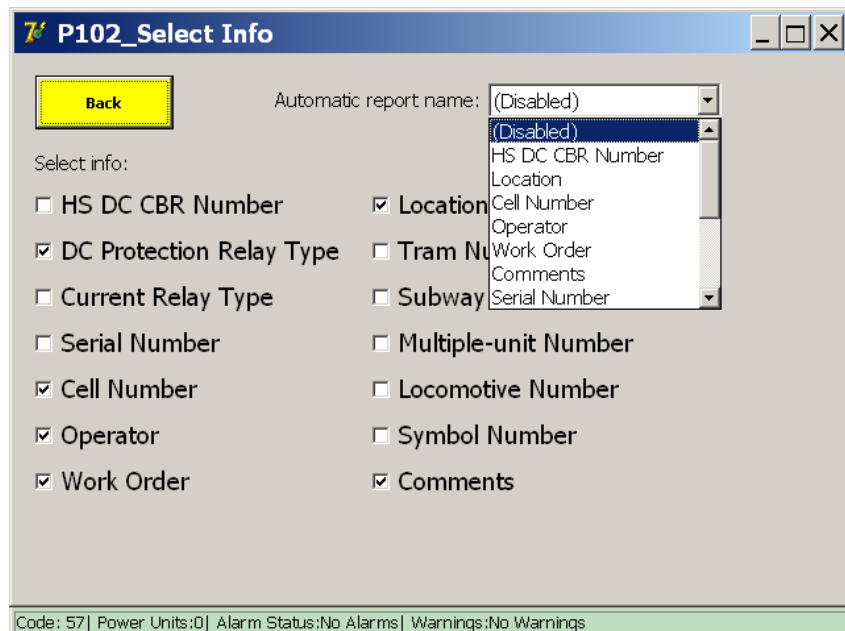 P102_Select Info
Back
Automatic report name:
(Disabled)
(Disabled)
HS DC CBR Number
Location
Cell Number
Operator
Work Order
Comments
Serial Number
Select info:
HS DC CBR Number
Location
DC Protection Relay Type
Tram Nu
Current Relay Type
Subway
Serial Number
Multiple-unit Number
Cell Number
Locomotive Number
Operator
Symbol Number
Work Order
Comments
Code: 57| Power Units:0| Alarm Status:No Alarms| Warnings:No Warnings